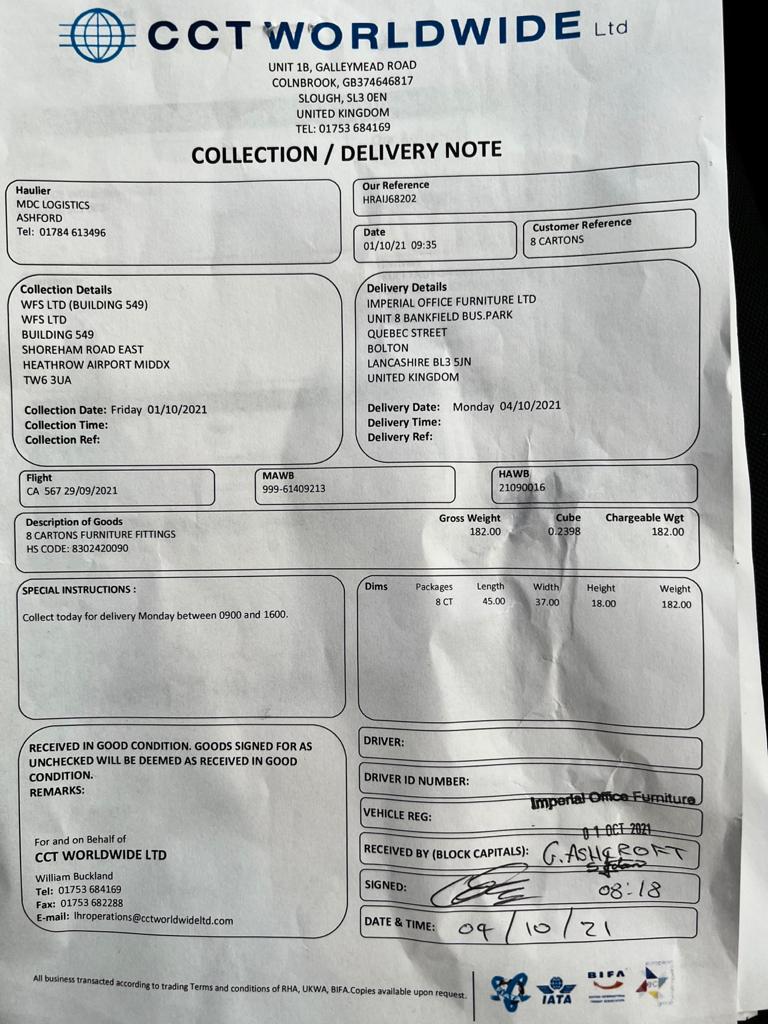 CCT WORLDWIDE Ltd
UNIT 1B, GALLEYMEAD ROAD
COLNBROOK, GB374646817
SLOUGH, SL3 0EN
UNITED KINGDOM
TEL: 01753 684169
COLLECTION / DELIVERY NOTE
Haulier
MDC LOGISTICS
ASHFORD
Tel: 01784 613496
Our Reference
HRAIJ68202
Date
01/10/21 09:35
Customer Reference
8 CARTONS
Collection Details
WFS LTD (BUILDING 549)
WFS LTD
BUILDING 549
SHOREHAM ROAD EAST
HEATHROW AIRPORT MIDDX
TW6 3UA
Collection Date: Friday 01/10/2021
Collection Time:
Collection Ref:
Delivery Details
IMPERIAL OFFICE FURNITURE LTD
UNIT 8 BANKFIELD BUS.PARK
QUEBEC STREET
BOLTON
LANCASHIRE BL3 5JN
UNITED KINGDOM
Delivery Date: Monday 04/10/2021
Delivery Time:
Delivery Ref:
Flight
CA 567 29/09/2021
MAWB
999-61409213
HAWB
21090016
Description of Goods Gross Weight Cube Chargeable Wgt
8 CARTONS FURNITURE FITTINGS 182.00 0.2398 182.00
HS CODE: 8302420090
SPECIAL INSTRUCTIONS :
Collect today for delivery Monday between 0900 and 1600.
Dims Packages Length Width Height Weight
8 CT 45.00 37.00 18.00 182.00
RECEIVED IN GOOD CONDITION. GOODS SIGNED FOR AS
UNCHECKED WILL BE DEEMED AS RECEIVED IN GOOD
CONDITION.
REMARKS:
For and on Behalf of
CCT WORLDWIDE LTD
William Buckland
Tel: 01753 684169
Fax: 01753 682288
E-mail: lhroperations@cctworldwideltd.com
DRIVER:
DRIVER ID NUMBER:
Imperial Office Furniture
VEHICLE REG:
01 OCT 2021
RECEIVED BY (BLOCK CAPITALS): G. ASHCROFT
SIGNED: 08:18
DATE & TIME: 04/10/21
All business transacted according to trading Terms and conditions of RHA, UKWA, BIFA.Copies available upon request.
IATA
BIFA